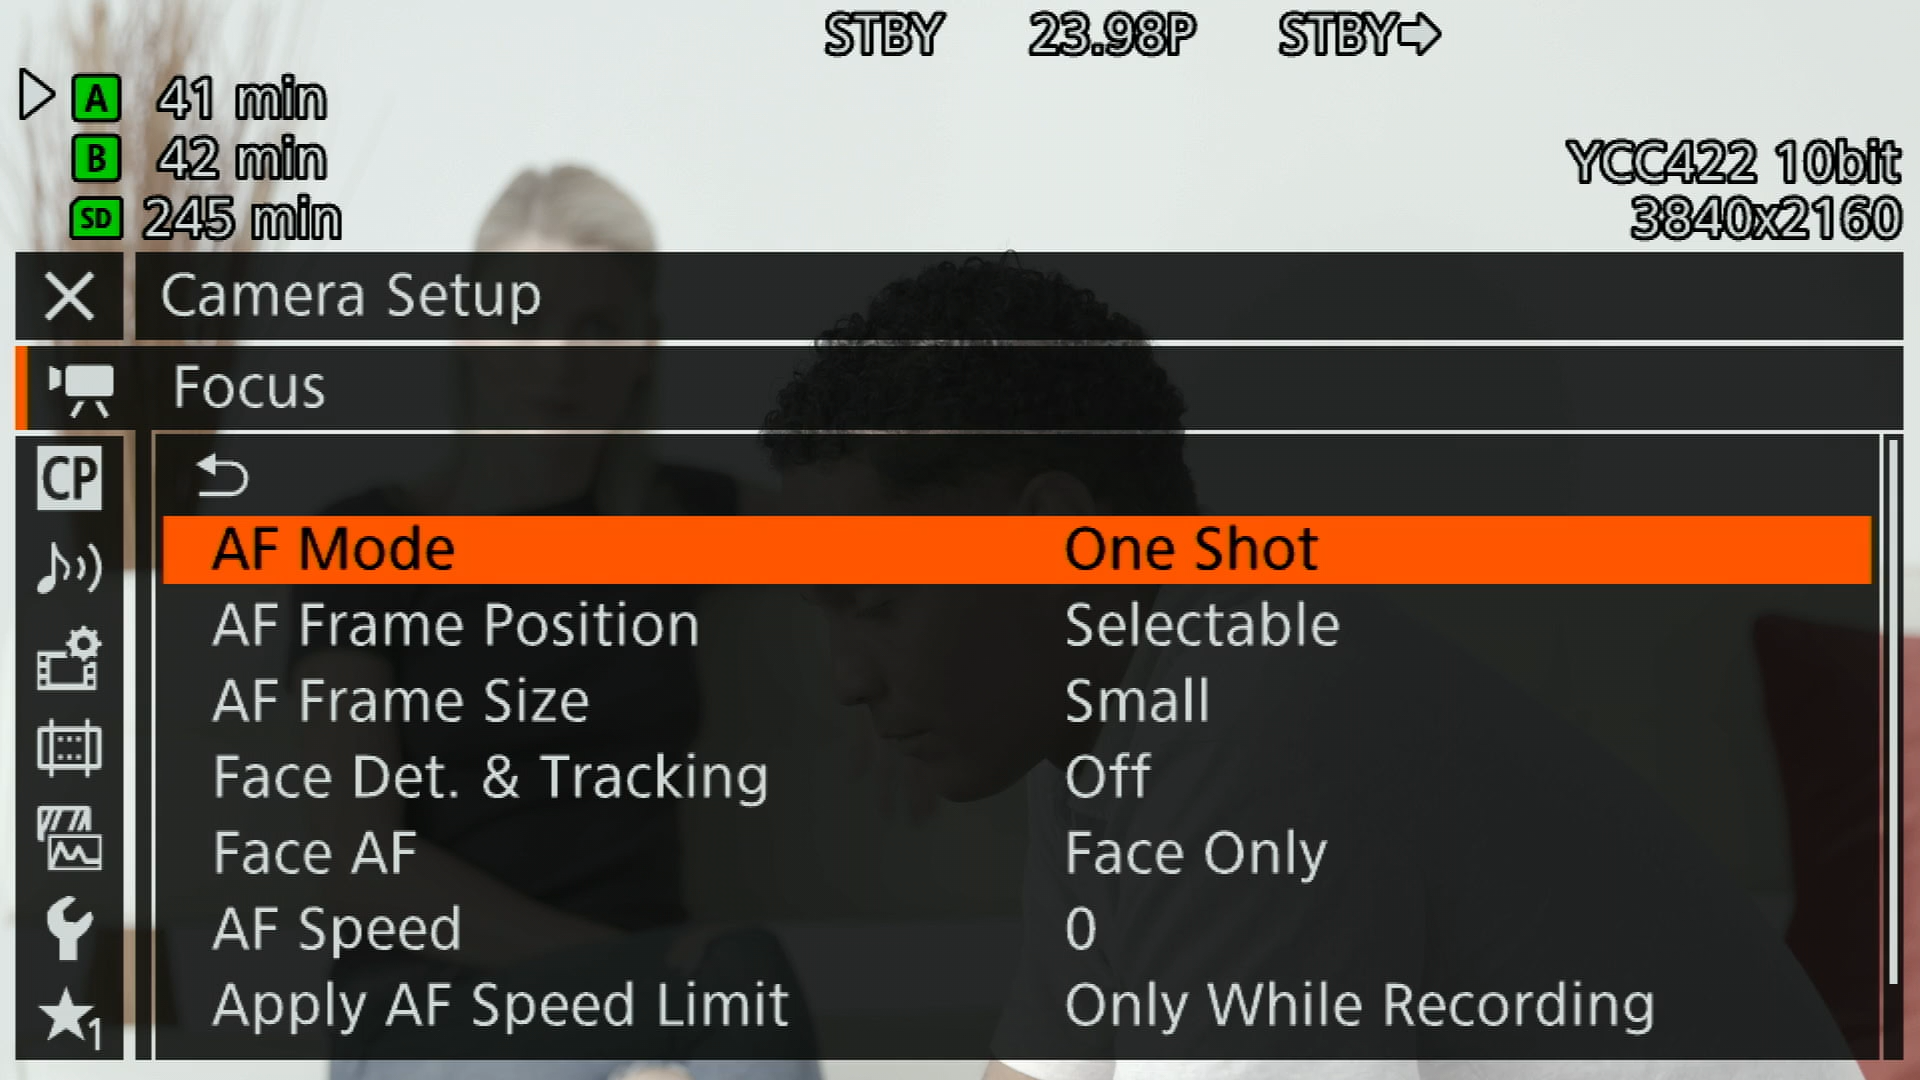 STBY 23.98P STBY
A 41 min
B 42 min
SD 245 min
YCC422 10bit
3840x2160
Camera Setup
Focus
CP
AF Mode One Shot
AF Frame Position Selectable
AF Frame Size Small
Face Det. & Tracking Off
Face AF Face Only
AF Speed 0
Apply AF Speed Limit Only While Recording
1